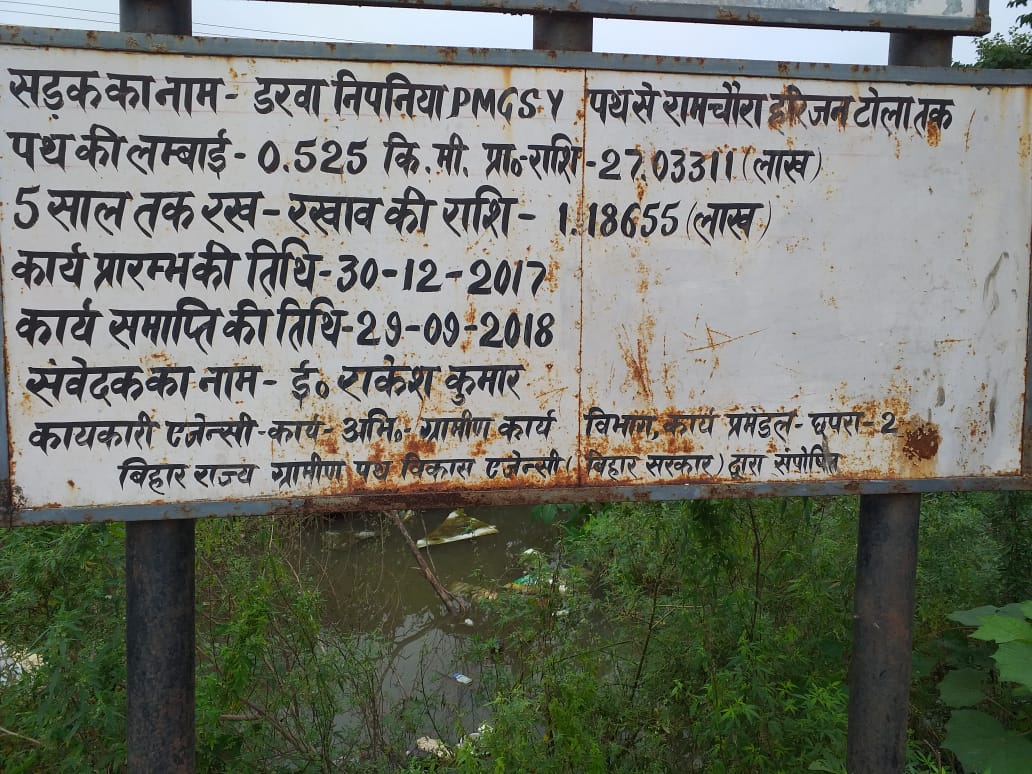 सड़क का नाम - डरवा निपनिया PMGSY पथ से रामचौरा हरिजन टोला तक
पथ की लम्बाई - 0.525 कि.मी. प्रा०-राशि - 27.03311 (लाख)
5 साल तक रख - रखाव की राशि - 1.18655 (लाख)
कार्य प्रारम्भ की तिथि - 30-12-2017
कार्य समाप्ति की तिथि - 29-09-2018
संवेदक का नाम - ई० राकेश कुमार
कायकारी एजेन्सी - कार्य - अभि० - ग्रामीण कार्य विभाग, कार्य प्रमंडल - छपरा - 2
बिहार राज्य ग्रामीण पथ विकास एजेन्सी (बिहार सरकार) द्वारा संपोषित